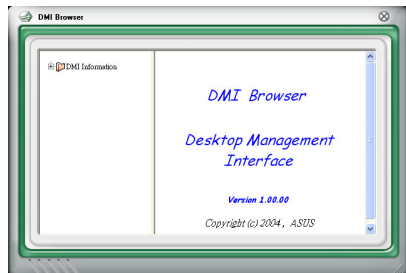 DMI Browser
DMI Information
DMI Browser
Desktop Management
Interface
Version 1.00.00
Copyright (c) 2004, ASUS